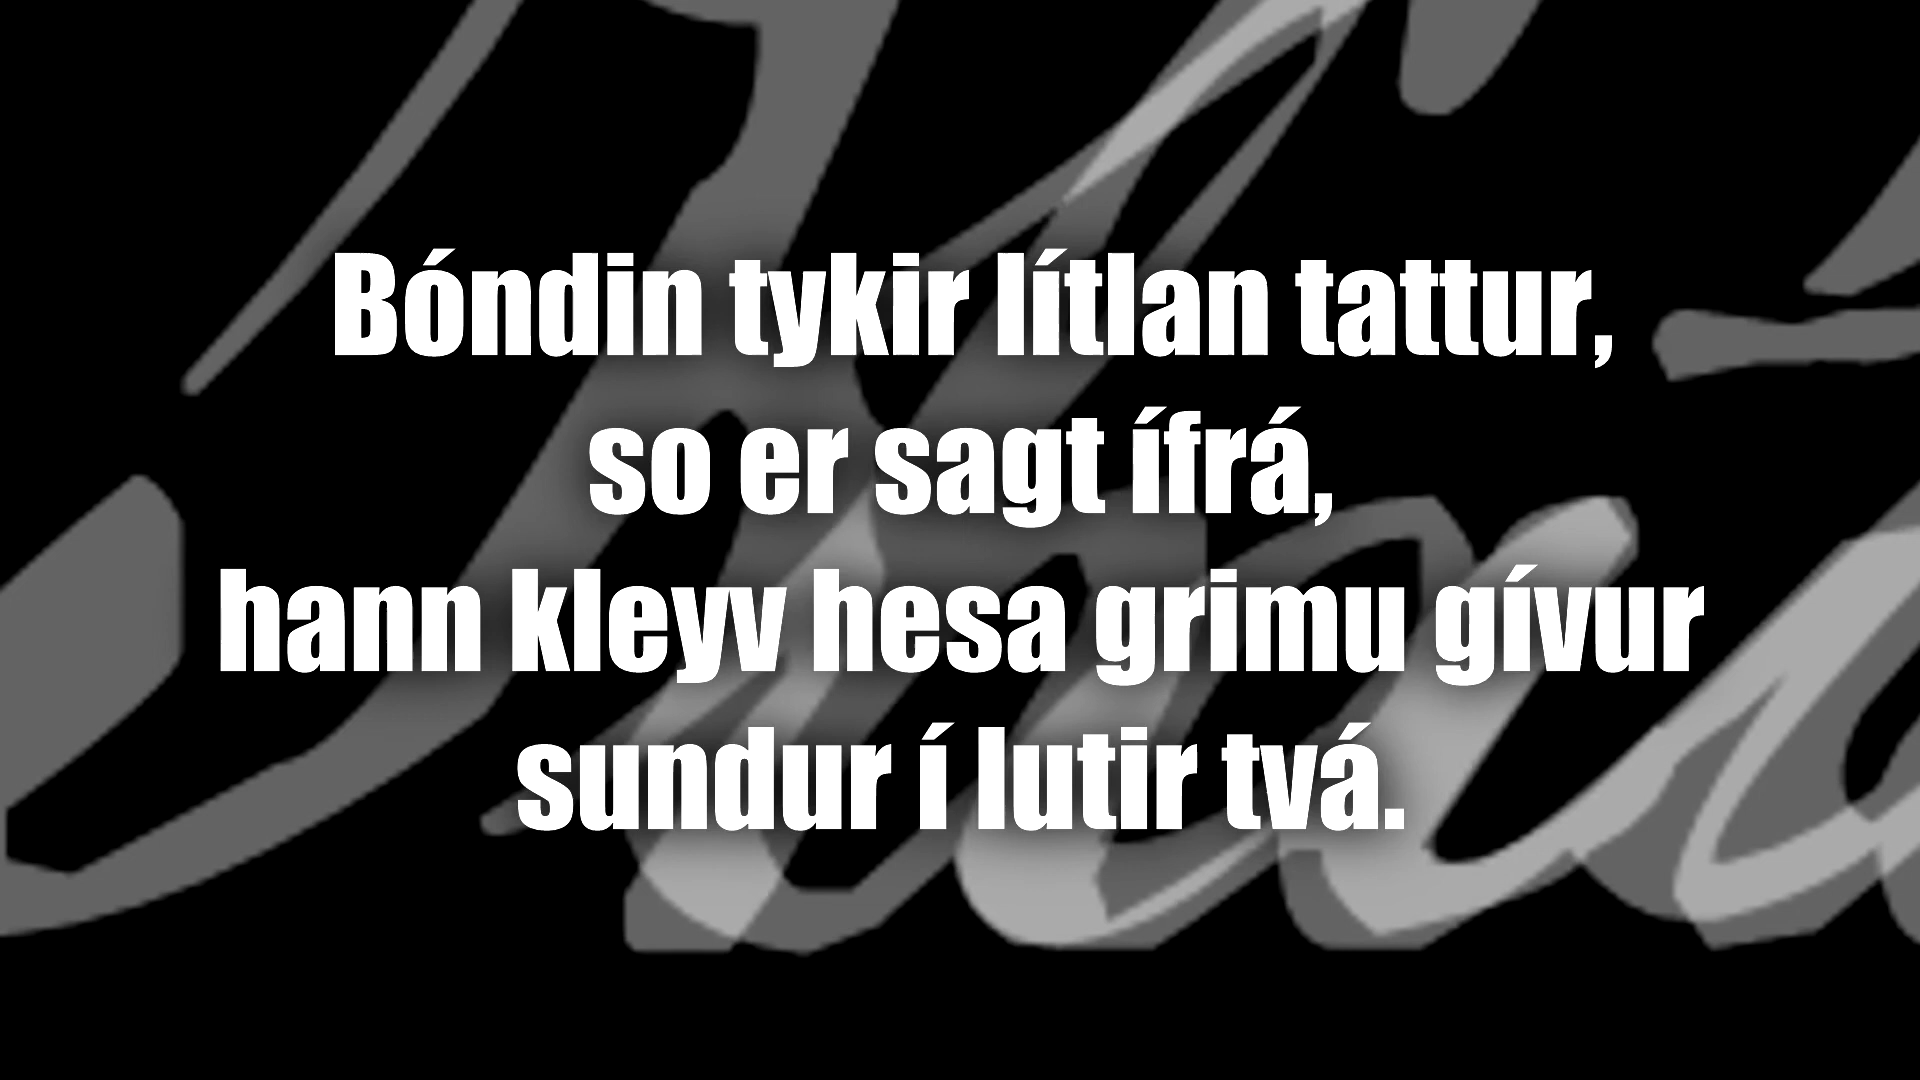 Bóndin tykir lítlan tattur,
so er sagt ífrá,
hann kleyv hesa grimu gívur
sundur í lutir tvá.